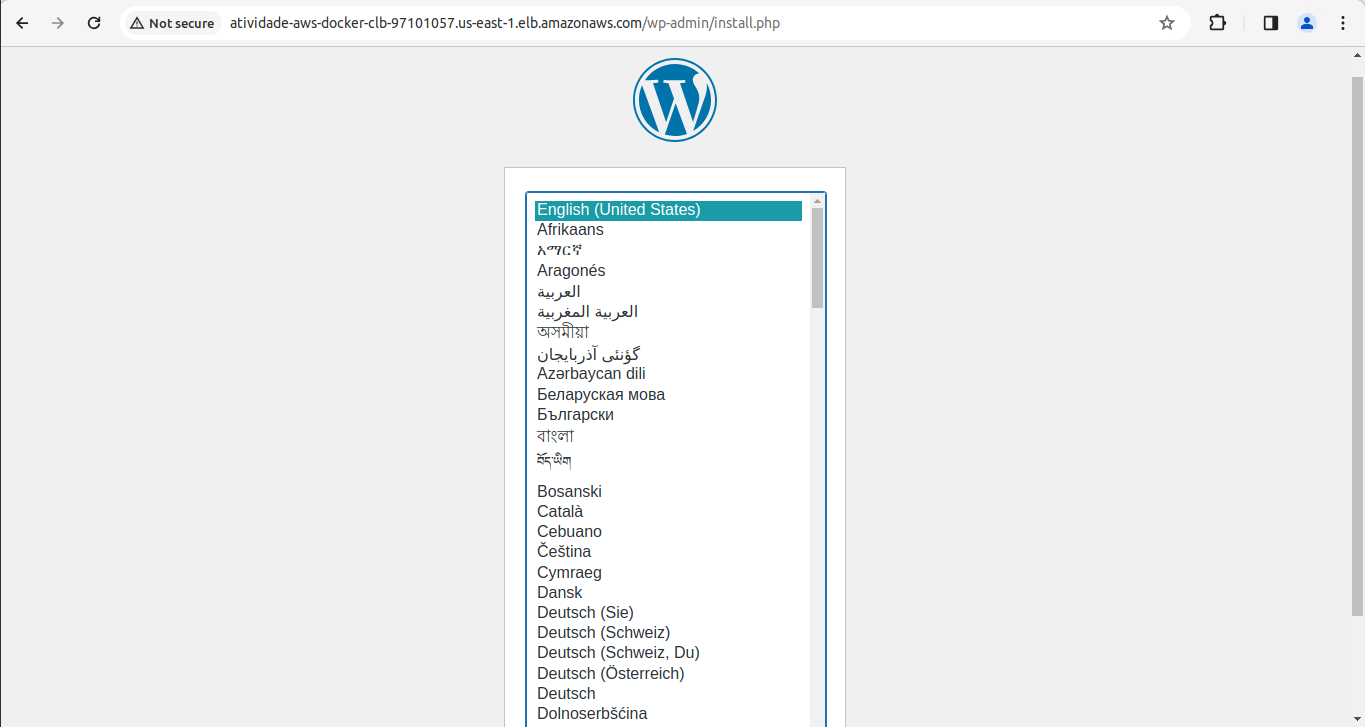 Not secure atividade-aws-docker-clb-97101057.us-east-1.elb.amazonaws.com/wp-admin/install.php
English (United States)
Afrikaans
አማርኛ
Aragonés
العربية
العربية المغربية
অসমীয়া
گؤنئی آذربایجان
Azərbaycan dili
Беларуская мова
Български
বাংলা
བོད་ཡིག
Bosanski
Català
Cebuano
Čeština
Cymraeg
Dansk
Deutsch (Sie)
Deutsch (Schweiz)
Deutsch (Schweiz, Du)
Deutsch (Österreich)
Deutsch
Dolnoserbšćina